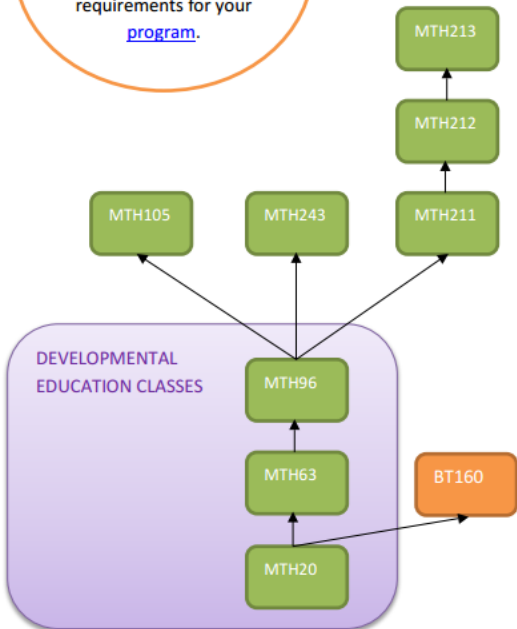 requirements for your
program.
MTH213
MTH212
MTH105
MTH243
MTH211
DEVELOPMENTAL
EDUCATION CLASSES
MTH96
MTH63
BT160
MTH20